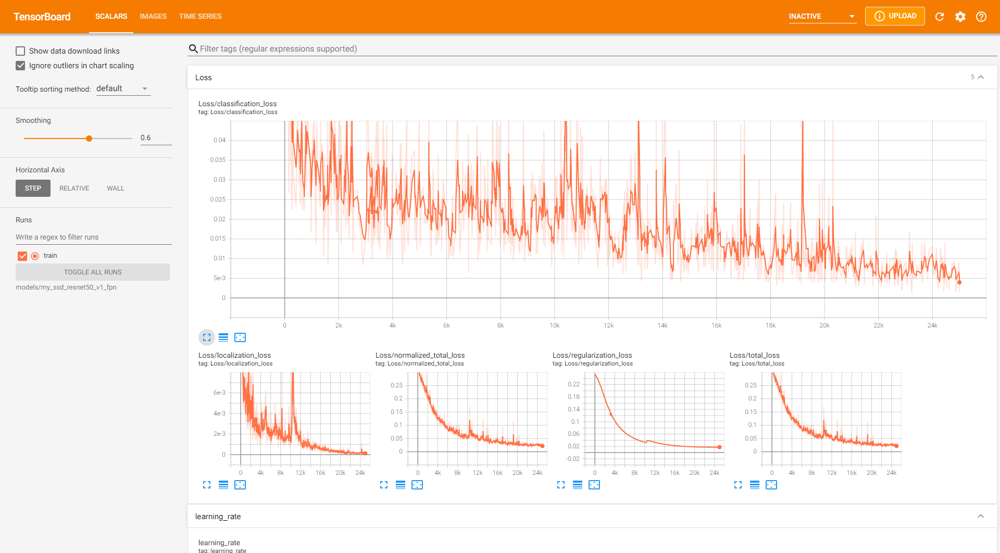 TensorBoard SCALARS IMAGES TIME SERIES INACTIVE UPLOAD
Show data download links
Ignore outliers in chart scaling
Tooltip sorting method: default
Smoothing
0.6
Horizontal Axis
STEP RELATIVE WALL
Runs
Write a regex to filter runs
train
TOGGLE ALL RUNS
models/my_ssd_resnet50_v1_fpn
Filter tags (regular expressions supported)
Loss 5
Loss/classification_loss
tag: Loss/classification_loss
0.04
0.035
0.03
0.025
0.02
0.015
0.01
5e-3
0
0 2k 4k 6k 8k 10k 12k 14k 16k 18k 20k 22k 24k
Loss/localization_loss
tag: Loss/localization_loss
6e-3
4e-3
2e-3
0
0 4k 8k 12k 16k 20k 24k
Loss/normalized_total_loss
tag: Loss/normalized_total_loss
0.25
0.2
0.15
0.1
0.05
0
0 4k 8k 12k 16k 20k 24k
Loss/regularization_loss
tag: Loss/regularization_loss
0.22
0.18
0.14
0.1
0.06
0.02
-0.02
0 4k 8k 12k 16k 20k 24k
Loss/total_loss
tag: Loss/total_loss
0.25
0.2
0.15
0.1
0.05
0
0 4k 8k 12k 16k 20k 24k
learning_rate
learning_rate
tag: learning_rate